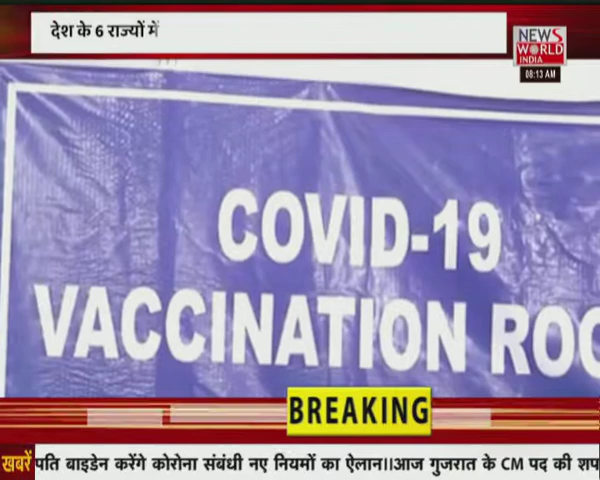 देश के 6 राज्यों में
NEWS
WORLD
INDIA
08:13 AM
COVID-19
VACCINATION ROO
BREAKING
खबरें पति बाइडेन करेंगे कोरोना संबंधी नए नियमों का ऐलान।।आज गुजरात के CM पद की शप